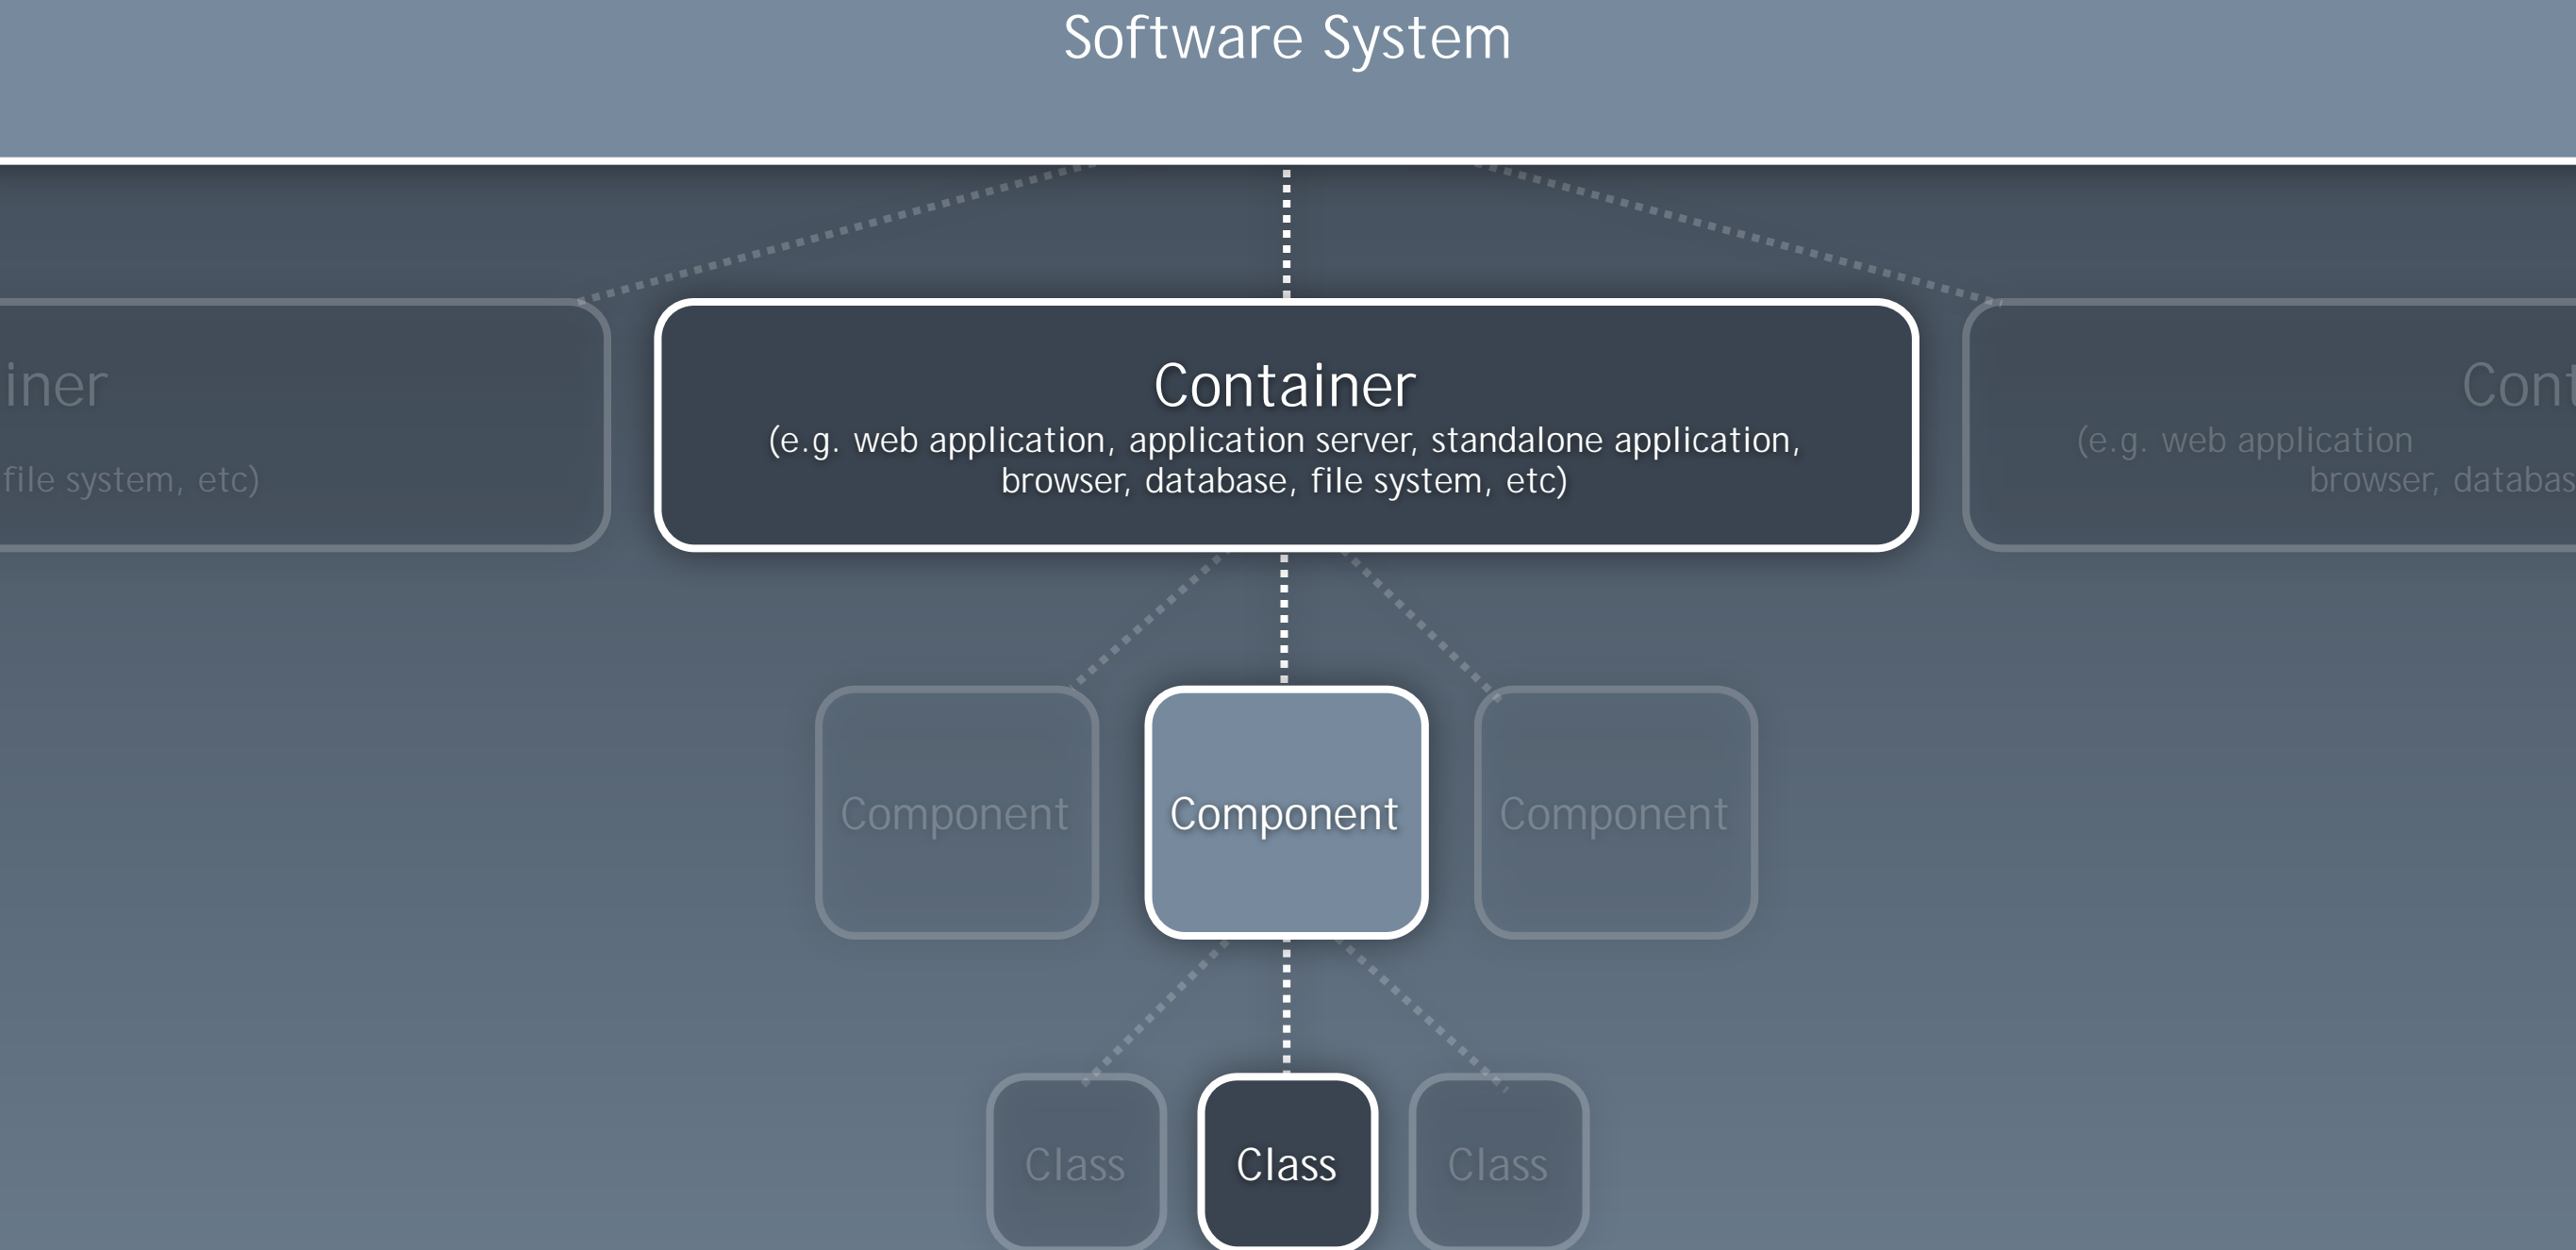 Software System
iner
file system, etc)
Container
(e.g. web application, application server, standalone application,
browser, database, file system, etc)
Cont
(e.g. web application
browser, databas
Component
Component
Component
Class
Class
Class